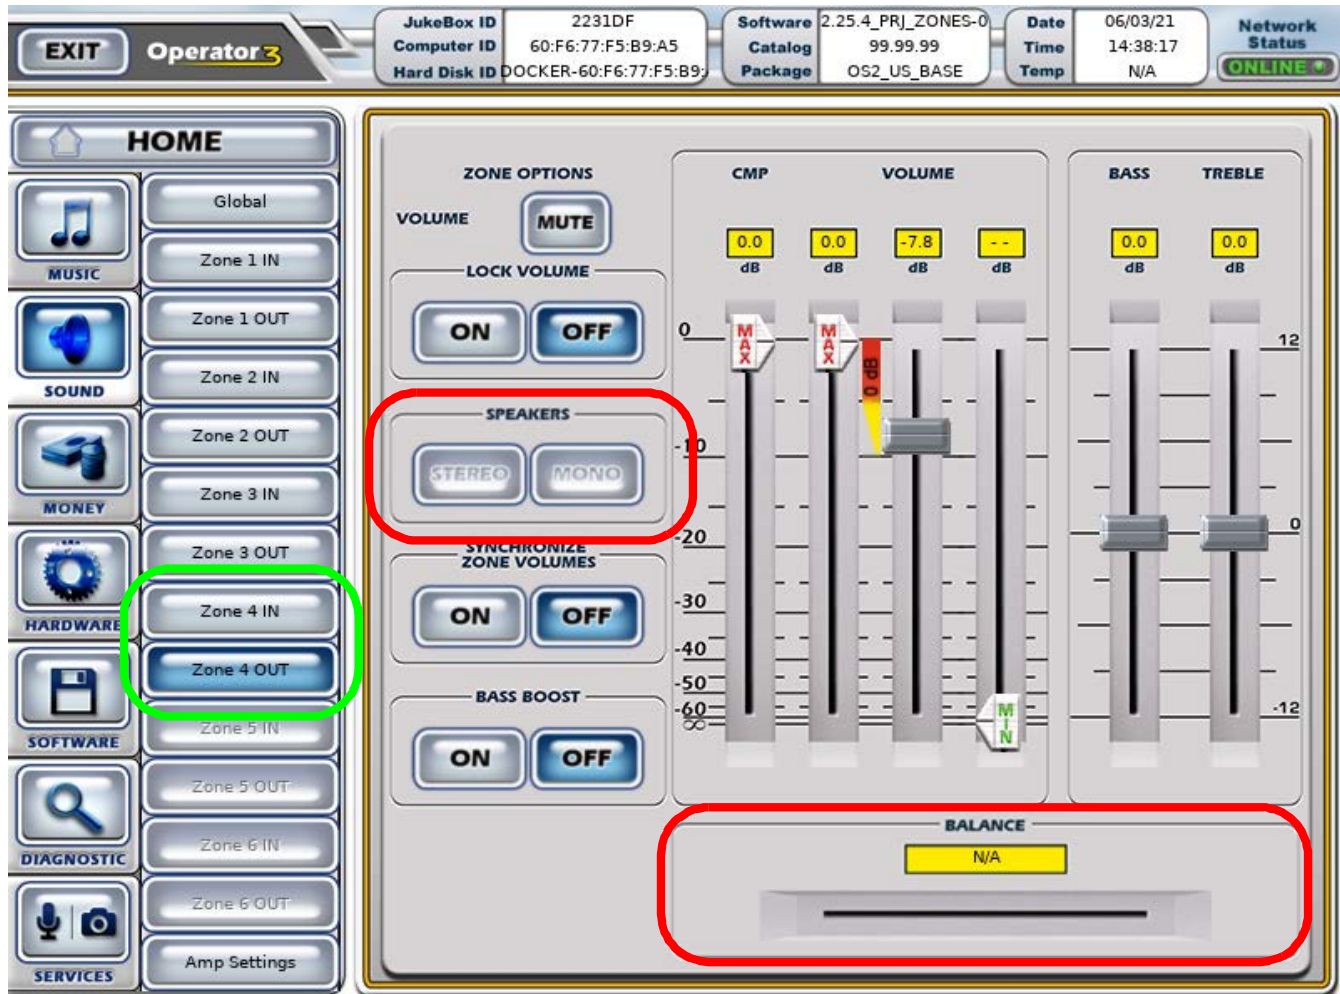 EXIT
Operator 3
JukeBox ID 2231DF
Computer ID 60:F6:77:F5:B9:A5
Hard Disk ID DOCKER-60:F6:77:F5:B9:
Software 2.25.4_PRJ_ZONES-0
Catalog 99.99.99
Package OS2_US_BASE
Date 06/03/21
Time 14:38:17
Temp N/A
Network
Status
ONLINE
HOME
MUSIC
SOUND
MONEY
HARDWARE
SOFTWARE
DIAGNOSTIC
SERVICES
Global
Zone 1 IN
Zone 1 OUT
Zone 2 IN
Zone 2 OUT
Zone 3 IN
Zone 3 OUT
Zone 4 IN
Zone 4 OUT
Zone 5 IN
Zone 5 OUT
Zone 6 IN
Zone 6 OUT
Amp Settings
ZONE OPTIONS
VOLUME MUTE
LOCK VOLUME
ON OFF
SPEAKERS
STEREO MONO
SYNCHRONIZE
ZONE VOLUMES
ON OFF
BASS BOOST
ON OFF
CMP VOLUME
0.0 0.0 -7.8 - -
dB dB dB dB
MAX MAX
0 dB
0
-10
-20
-30
-40
-50
-60
∞
MIN
BASS TREBLE
0.0 0.0
dB dB
12
0
-12
BALANCE
N/A